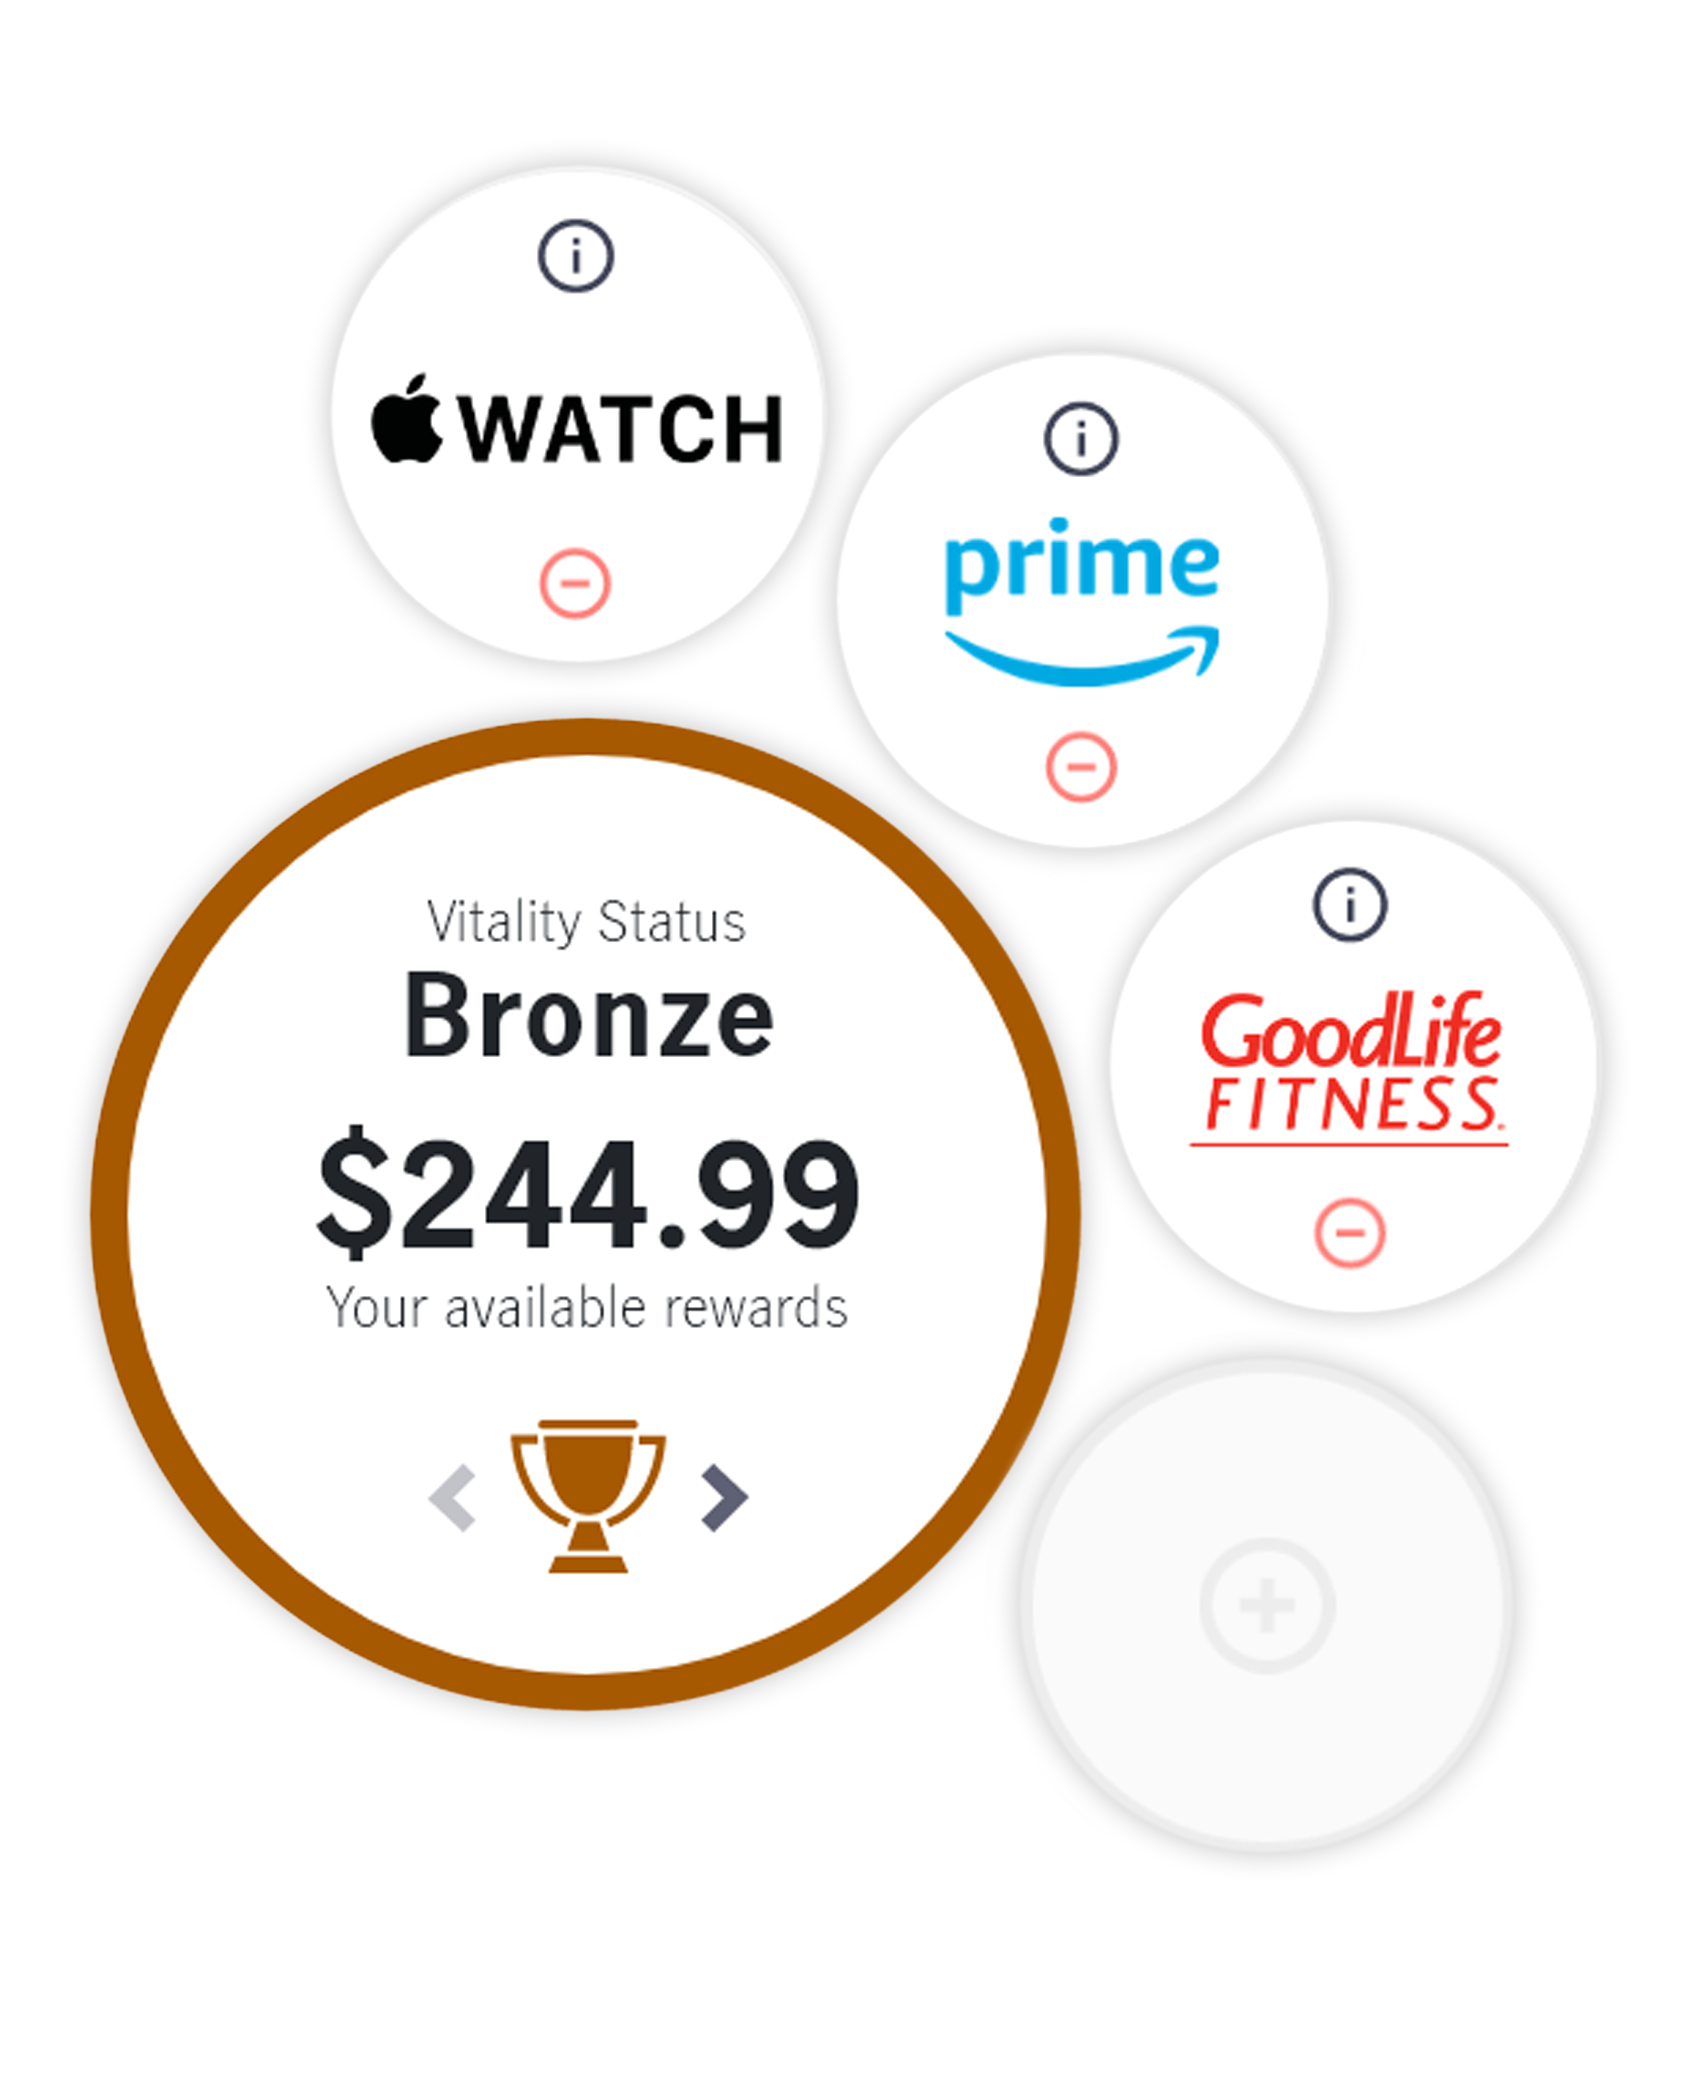 WATCH
prime
Vitality Status
Bronze
$244.99
Your available rewards
GoodLife
FITNESS.